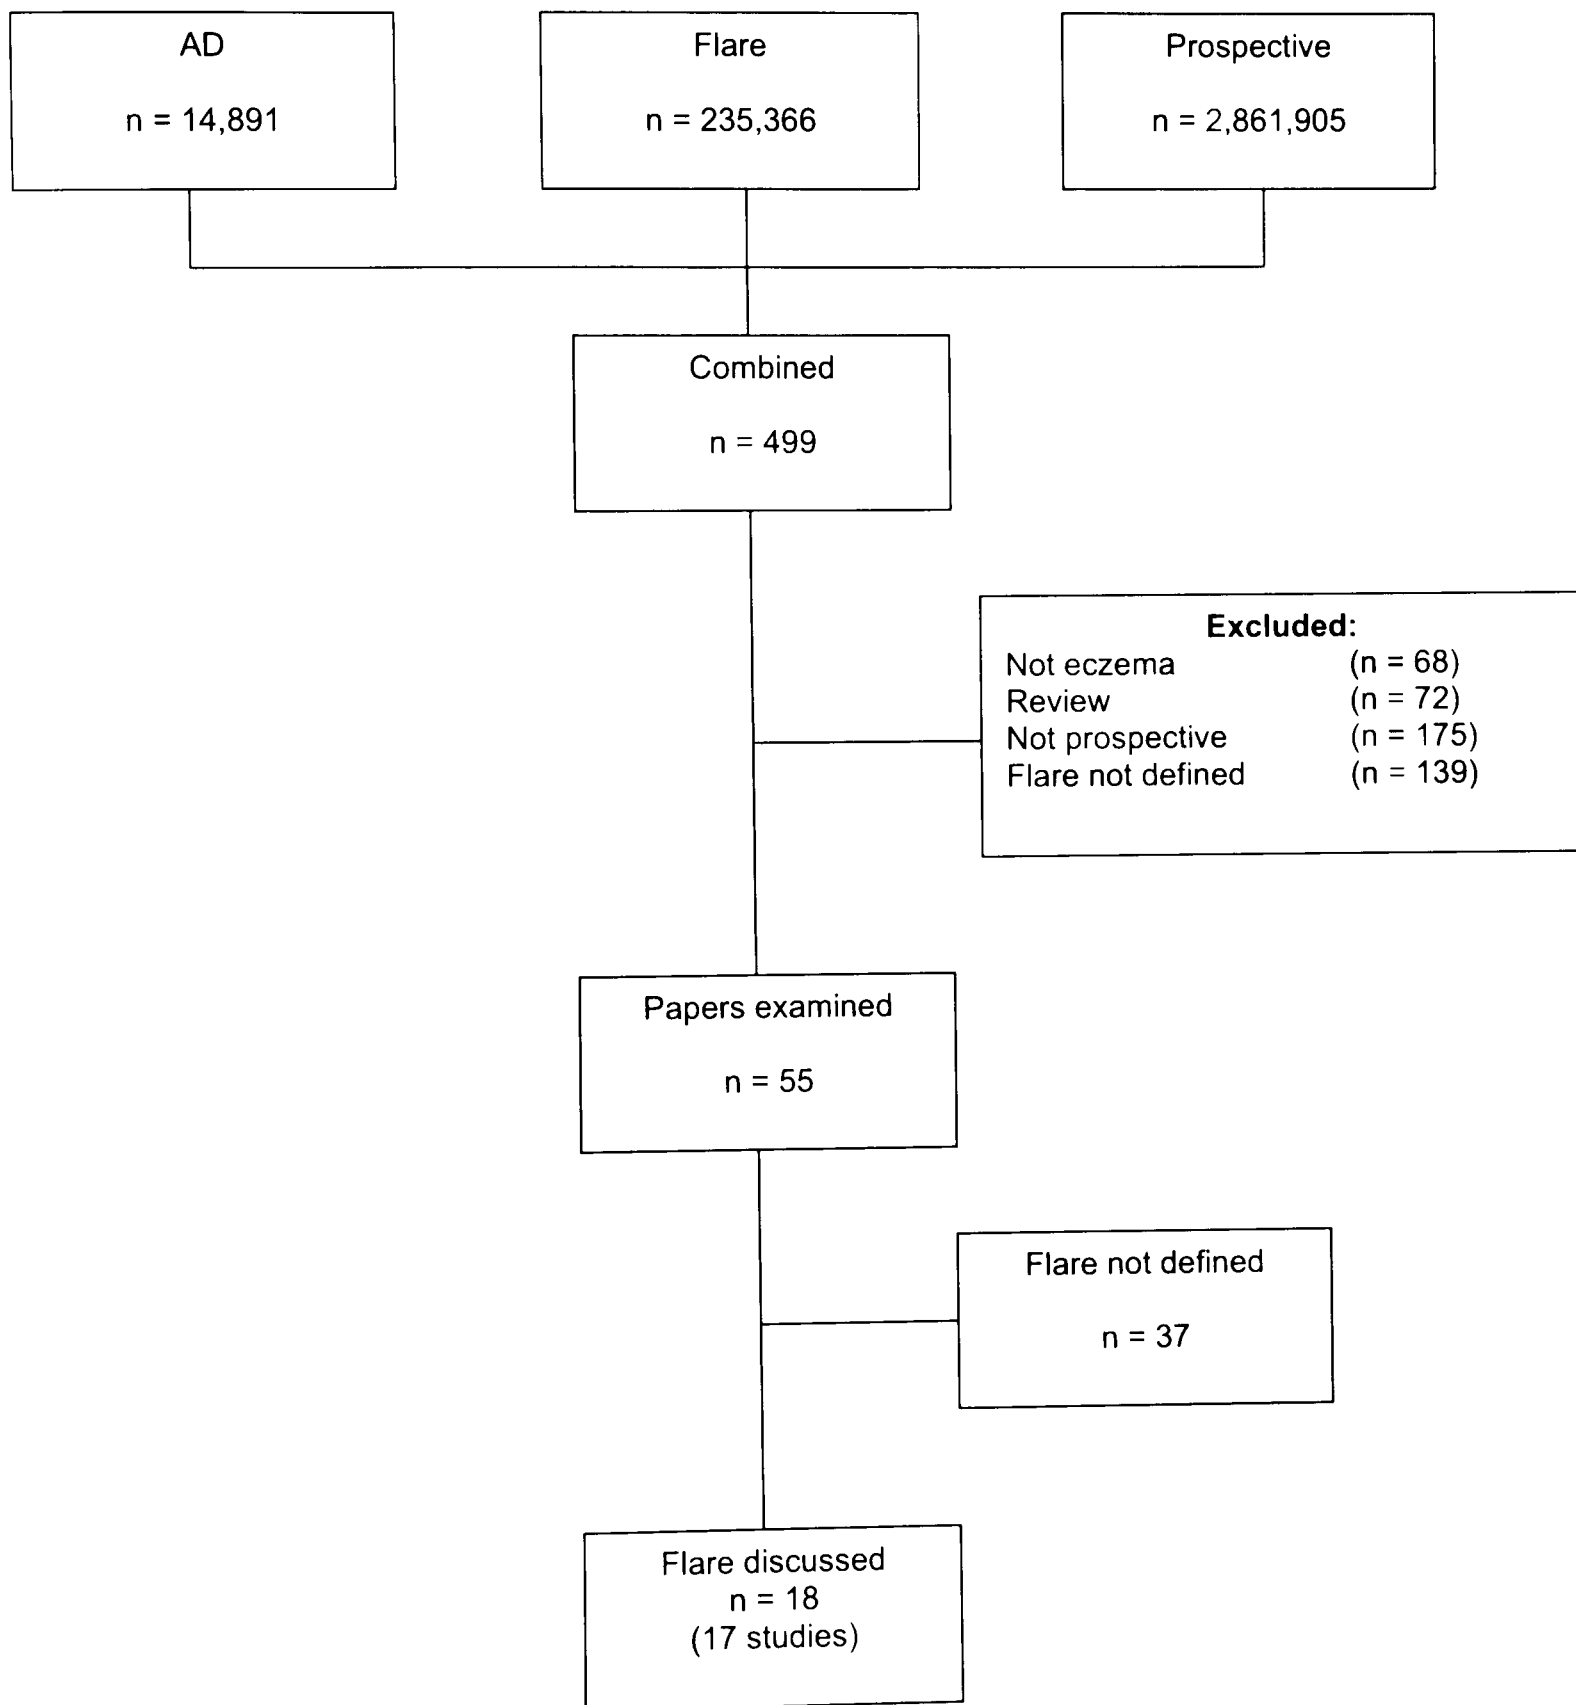 AD
n = 14,891
Flare
n = 235,366
Prospective
n = 2,861,905
Combined
n = 499
Excluded:
Not eczema (n = 68)
Review (n = 72)
Not prospective (n = 175)
Flare not defined (n = 139)
Papers examined
n = 55
Flare not defined
n = 37
Flare discussed
n = 18
(17 studies)